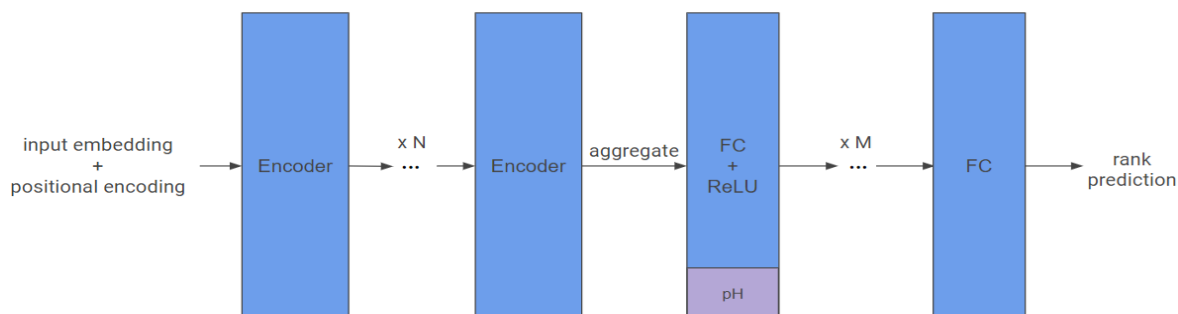 input embedding
+
positional encoding
Encoder
x N
...
Encoder
aggregate
FC
+
ReLU
pH
x M
...
FC
rank
prediction